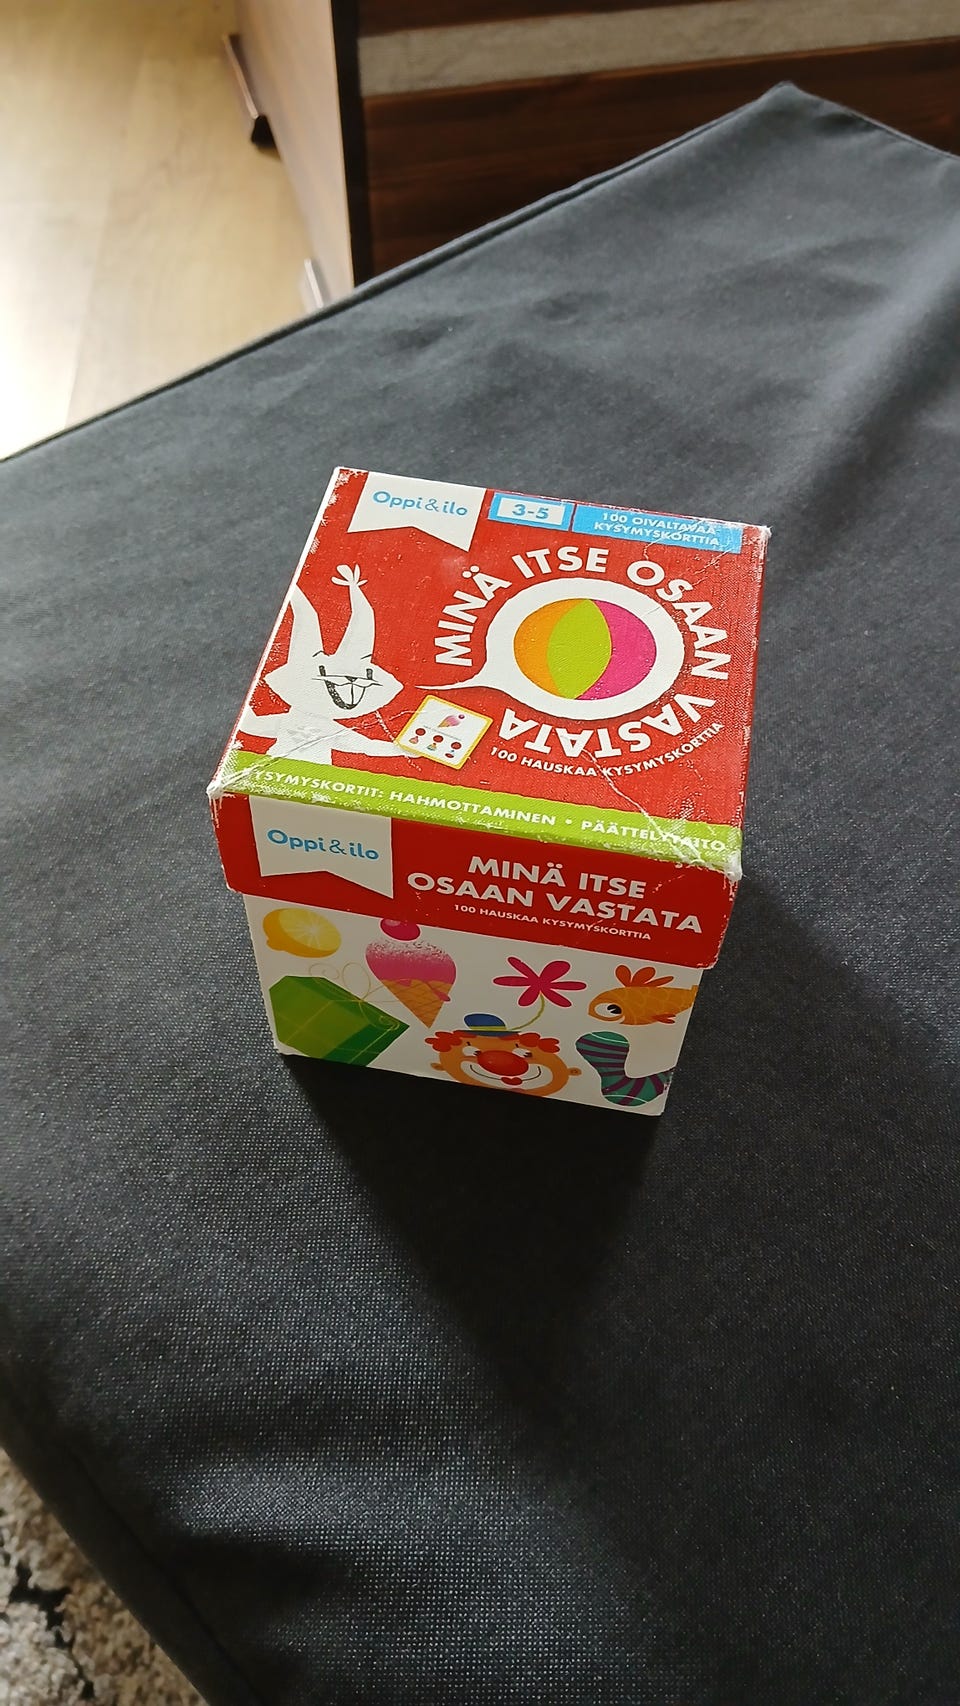 Oppi&ilo
3-5
100 OIVALTAVAA
KYSYMYSKORTTIA
MINÄ ITSE OSAAN VASTATA
100 HAUSKAA KYSYMYSKORTTIA
KYSYMYSKORTIT: HAHMOTTAMINEN • PÄÄTTELYTAITO
Oppi&ilo
MINÄ ITSE
OSAAN VASTATA
100 HAUSKAA KYSYMYSKORTTIA